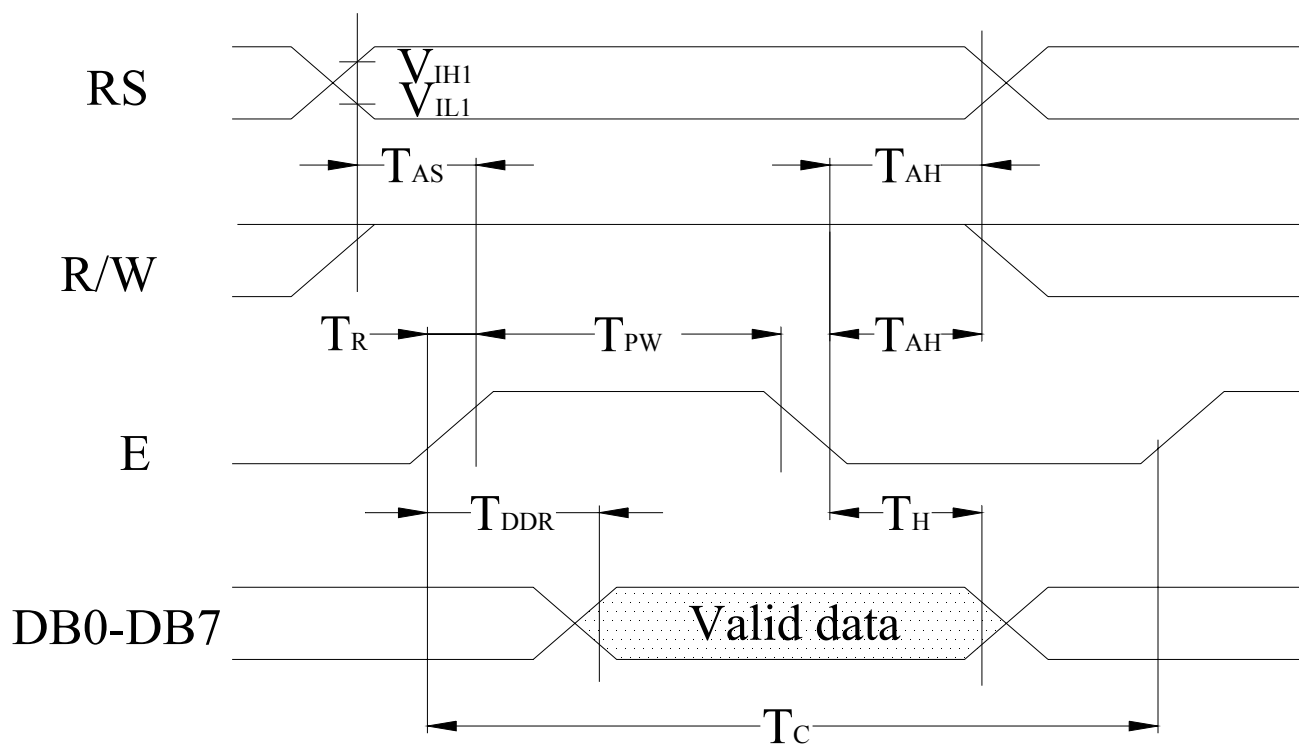 RS
VIH1
VIL1
TAS
TAH
R/W
TR
TPW
TAH
E
TDDR
TH
DB0-DB7
Valid data
TC